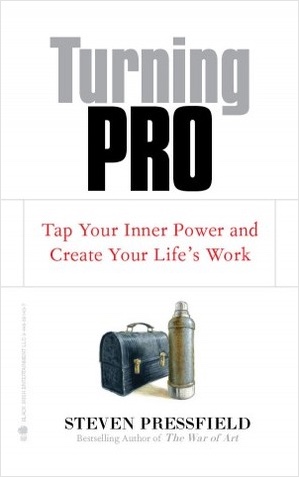 Turning
PRO
Tap Your Inner Power and
Create Your Life's Work
STEVEN PRESSFIELD
Bestselling Author of The War of Art